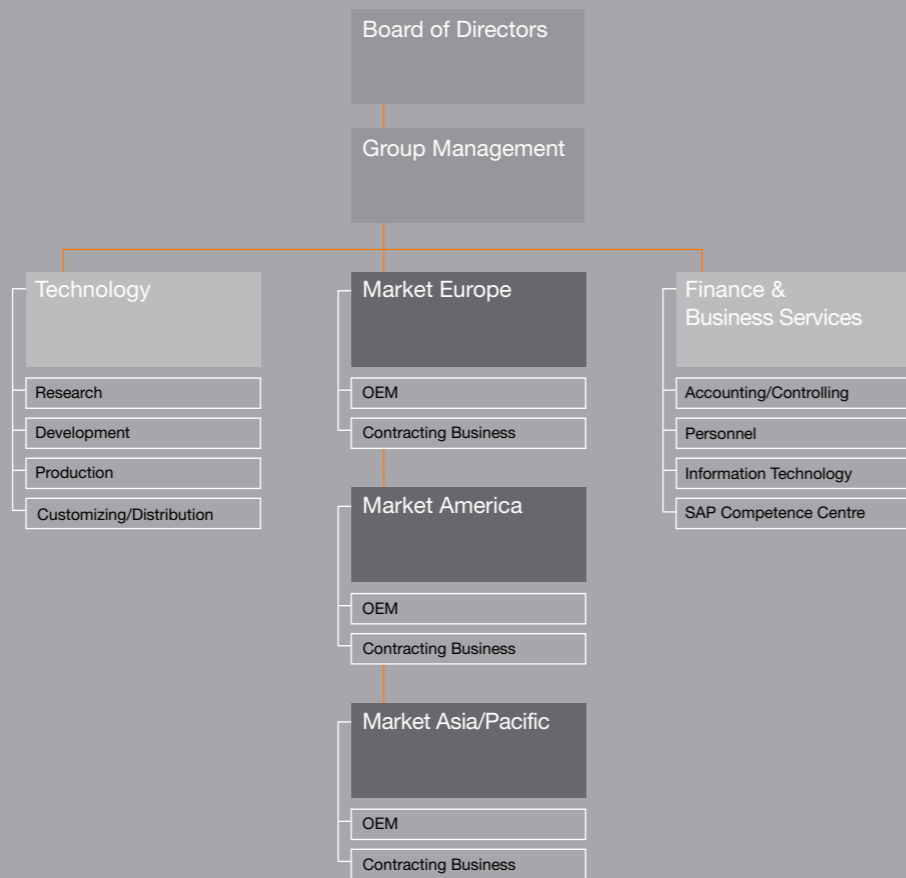 Board of Directors
Group Management
Technology
Research
Development
Production
Customizing/Distribution
Market Europe
OEM
Contracting Business
Market America
OEM
Contracting Business
Market Asia/Pacific
OEM
Contracting Business
Finance &
Business Services
Accounting/Controlling
Personnel
Information Technology
SAP Competence Centre